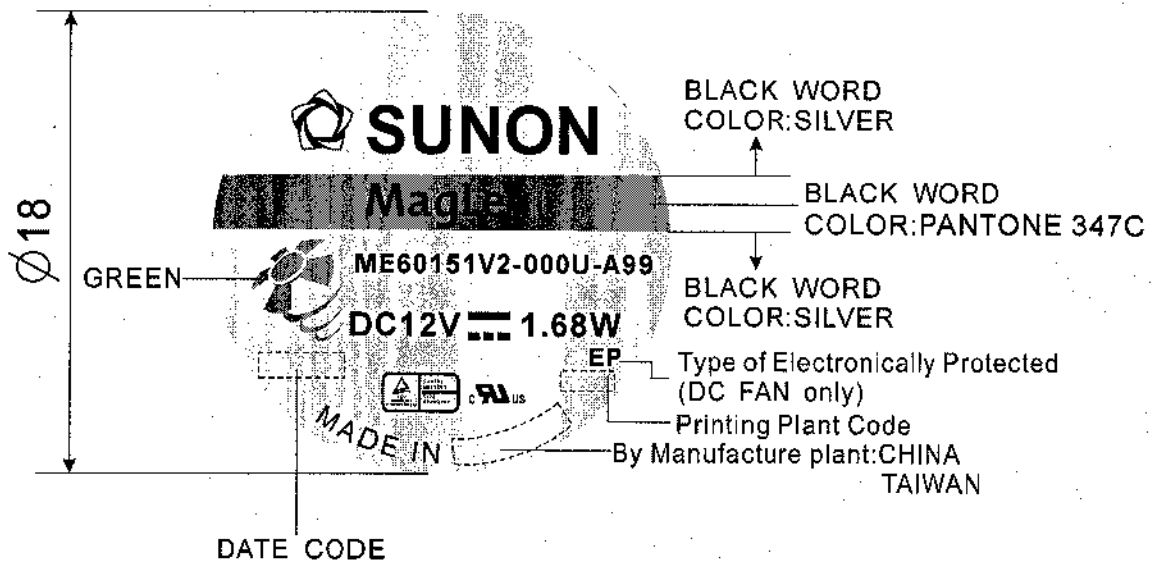 Ø18
SUNON
MagLev
ME60151V2-000U-A99
DC12V 1.68W
EP
c US
MADE IN
GREEN
DATE CODE
BLACK WORD
COLOR:SILVER
BLACK WORD
COLOR:PANTONE 347C
BLACK WORD
COLOR:SILVER
Type of Electronically Protected
(DC FAN only)
Printing Plant Code
By Manufacture plant:CHINA
TAIWAN